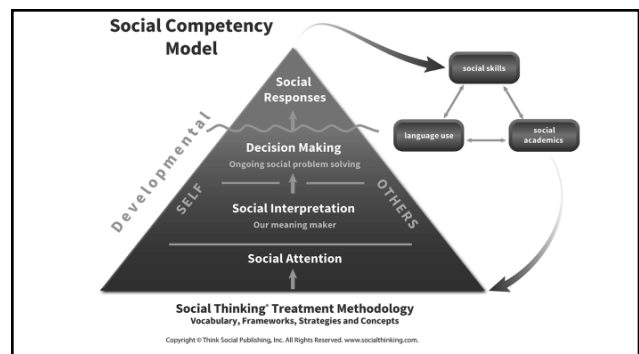 Social Competency
Model
Social
Responses
Decision Making
Ongoing social problem solving
Social Interpretation
Our meaning maker
Social Attention
Developmental
SELF
OTHERS
social skills
language use
social
academics
Social Thinking® Treatment Methodology
Vocabulary, Frameworks, Strategies and Concepts
Copyright © Think Social Publishing, Inc. All Rights Reserved. www.socialthinking.com.